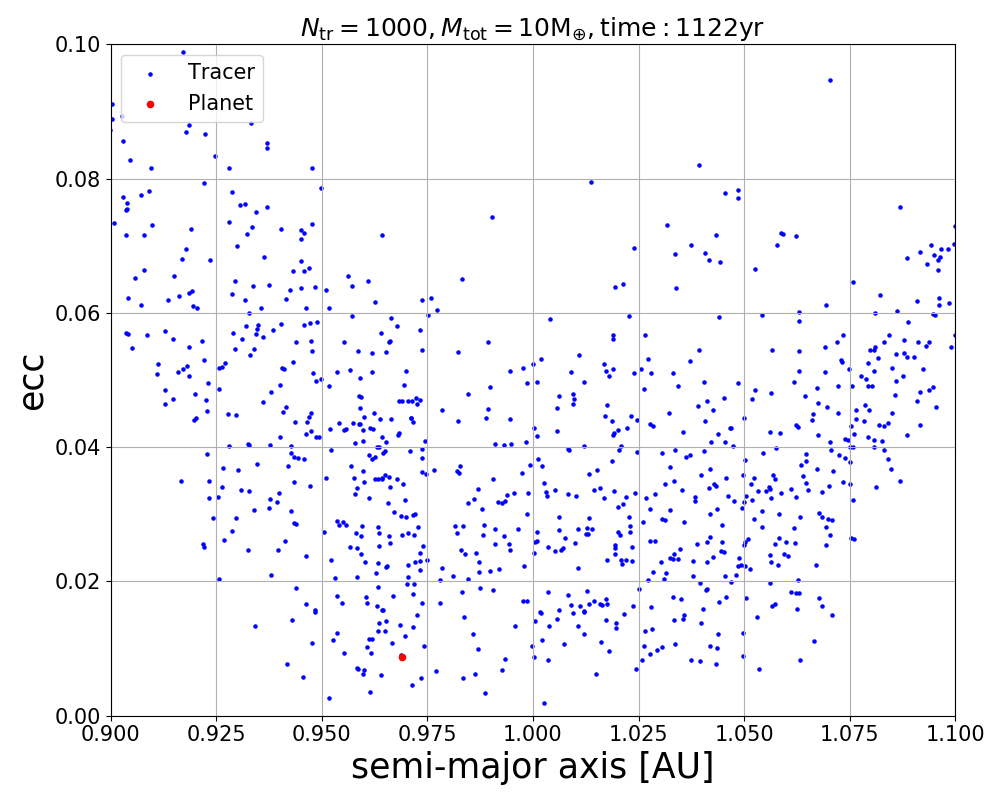 N_tr = 1000, M_tot = 10M_⊕, time : 1122yr
Tracer
Planet
0.10
0.08
0.06
0.04
0.02
0.00
ecc
0.900 0.925 0.950 0.975 1.000 1.025 1.050 1.075 1.100
semi-major axis [AU]